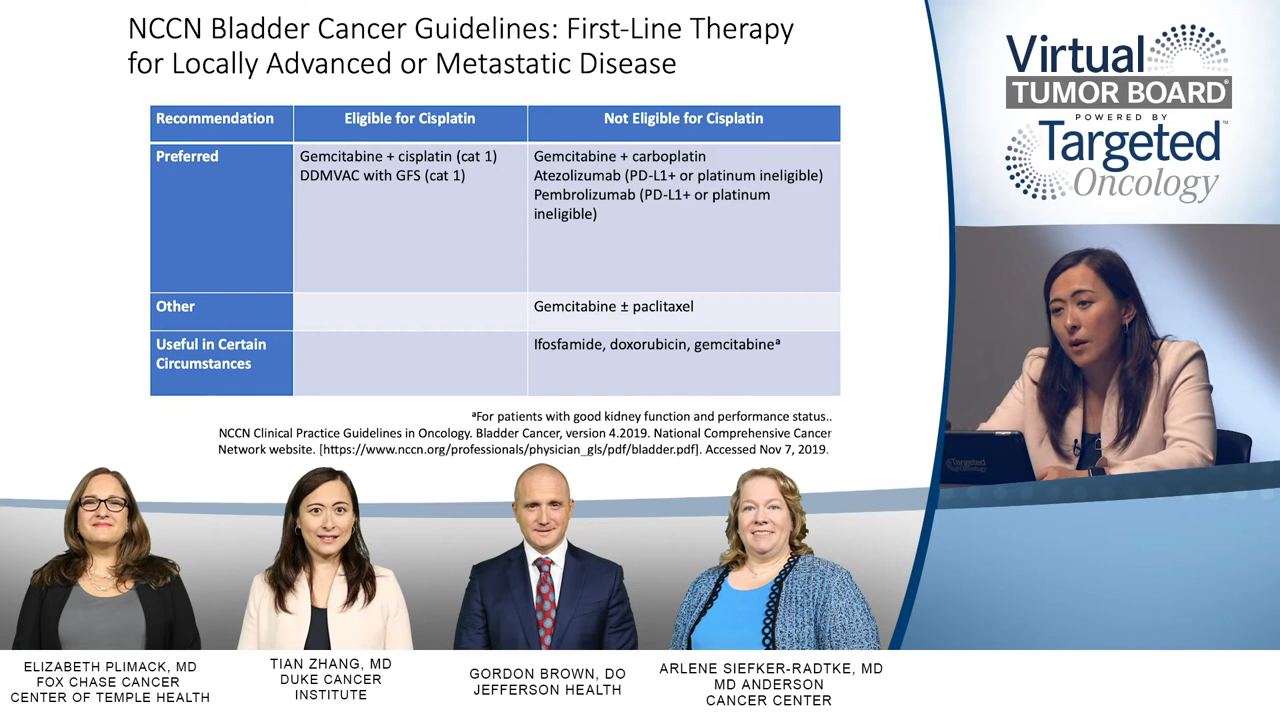 NCCN Bladder Cancer Guidelines: First-Line Therapy
for Locally Advanced or Metastatic Disease
Recommendation
Eligible for Cisplatin
Not Eligible for Cisplatin
Preferred
Gemcitabine + cisplatin (cat 1)
DDMVAC with GFS (cat 1)
Gemcitabine + carboplatin
Atezolizumab (PD-L1+ or platinum ineligible)
Pembrolizumab (PD-L1+ or platinum
ineligible)
Other
Gemcitabine ± paclitaxel
Useful in Certain
Circumstances
Ifosfamide, doxorubicin, gemcitabineᵃ
ᵃFor patients with good kidney function and performance status..
NCCN Clinical Practice Guidelines in Oncology. Bladder Cancer, version 4.2019. National Comprehensive Cancer
Network website. [https://www.nccn.org/professionals/physician_gls/pdf/bladder.pdf]. Accessed Nov 7, 2019.
Virtual
TUMOR BOARD®
POWERED BY
Targeted™
Oncology
Targeted
Oncology
ELIZABETH PLIMACK, MD
FOX CHASE CANCER
CENTER OF TEMPLE HEALTH
TIAN ZHANG, MD
DUKE CANCER
INSTITUTE
GORDON BROWN, DO
JEFFERSON HEALTH
ARLENE SIEFKER-RADTKE, MD
MD ANDERSON
CANCER CENTER